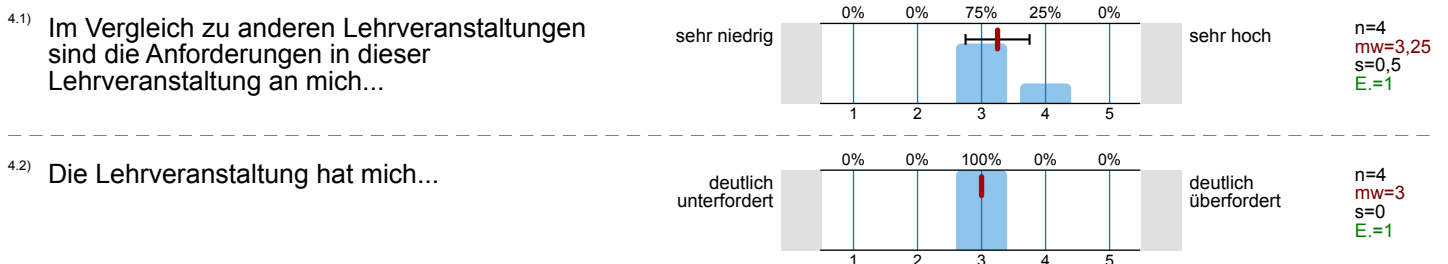 4.1) Im Vergleich zu anderen Lehrveranstaltungen
sind die Anforderungen in dieser
Lehrveranstaltung an mich...
sehr niedrig
0% 0% 75% 25% 0%
1 2 3 4 5
sehr hoch
n=4
mw=3,25
s=0,5
E.=1
4.2) Die Lehrveranstaltung hat mich...
deutlich
unterfordert
0% 0% 100% 0% 0%
1 2 3 4 5
deutlich
überfordert
n=4
mw=3
s=0
E.=1